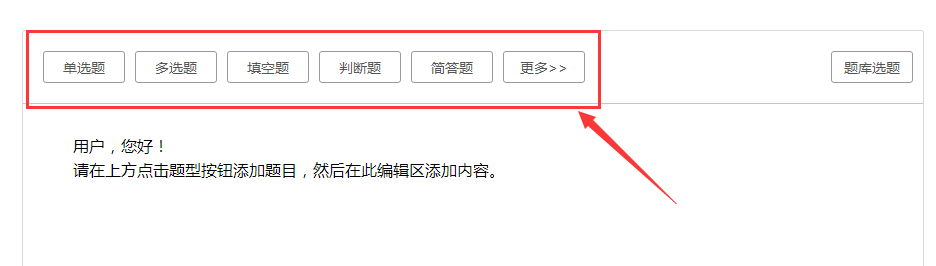 单选题 多选题 填空题 判断题 简答题 更多>> 题库选题
用户，您好！
请在上方点击题型按钮添加题目，然后在此编辑区添加内容。